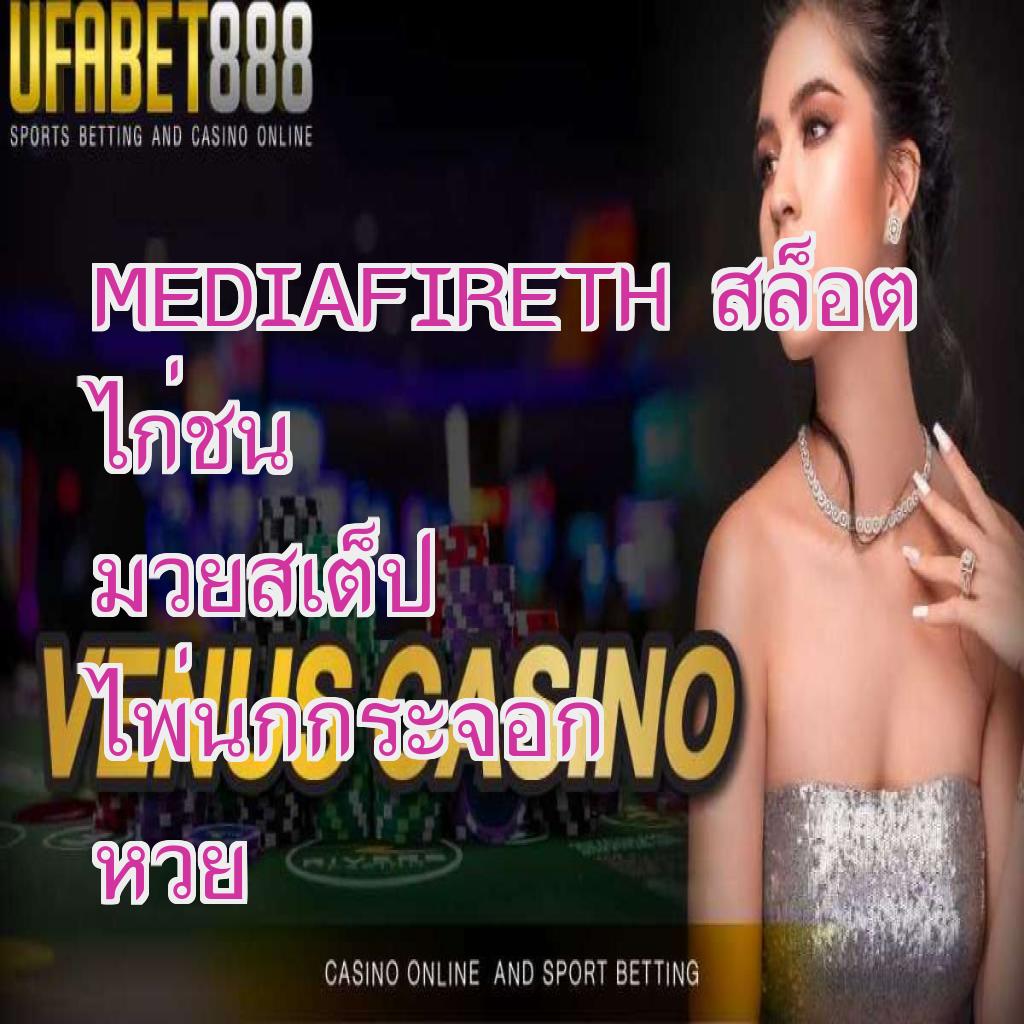 UFABET888
SPORTS BETTING AND CASINO ONLINE
MEDIAFIRETH สล็อต
ไก่ชน
มวยสเต็ป
VENUS CASINO
ไพ่นกกระจอก
หวย
CASINO ONLINE AND SPORT BETTING